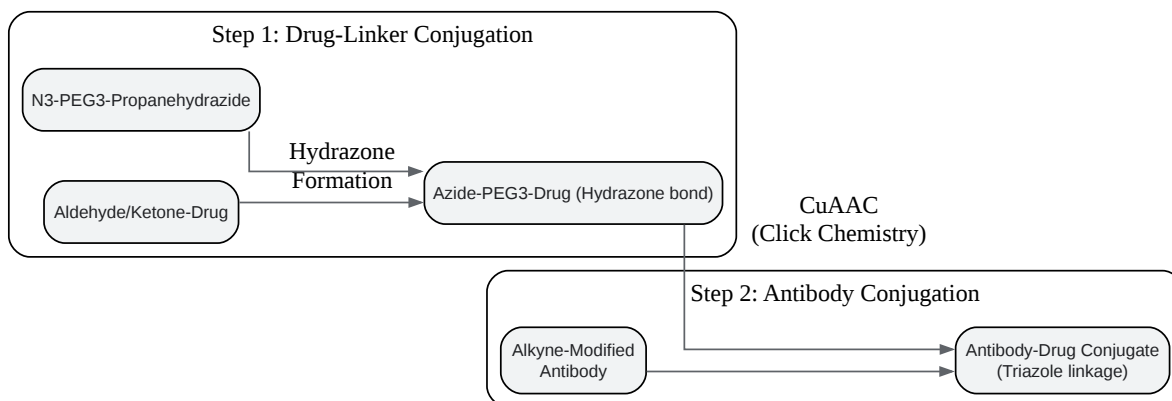 Step 1: Drug-Linker Conjugation
N3-PEG3-Propanehydrazide
Hydrazone
Formation
Aldehyde/Ketone-Drug
Azide-PEG3-Drug (Hydrazone bond)
CuAAC
(Click Chemistry)
Step 2: Antibody Conjugation
Alkyne-Modified
Antibody
Antibody-Drug Conjugate
(Triazole linkage)